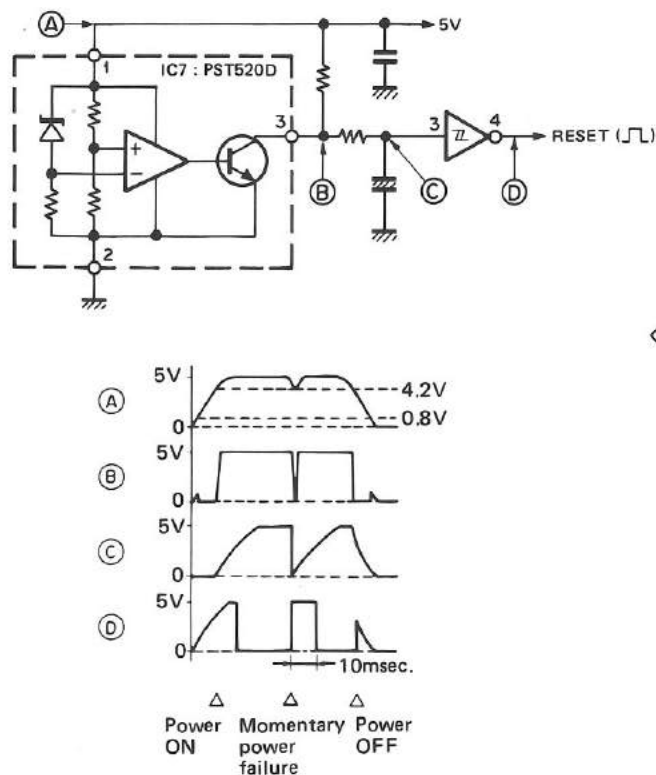 A
5V
1
IC7 : PST520D
3
+
−
3
4
RESET (⎍)
B
C
D
2
A
5V
0
4.2V
0.8V
B
5V
0
C
5V
0
D
5V
0
10msec.
Power ON
Momentary power failure
Power OFF